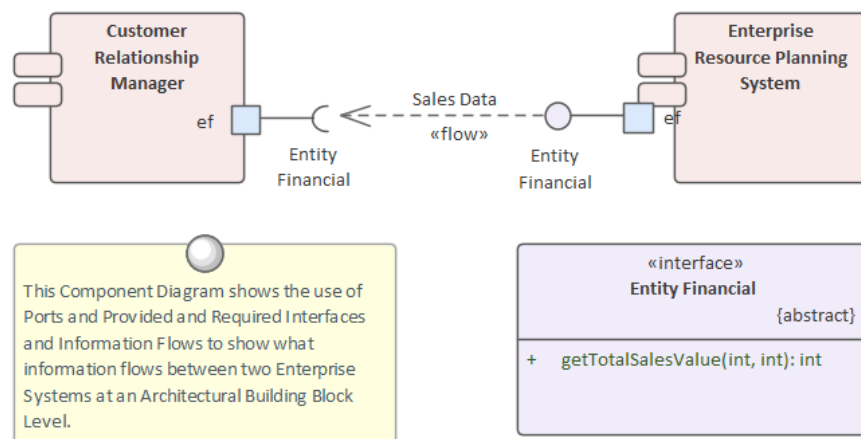 Customer
Relationship
Manager
ef
Entity
Financial
Sales Data
«flow»
Entity
Financial
Enterprise
Resource Planning
System
ef
This Component Diagram shows the use of
Ports and Provided and Required Interfaces
and Information Flows to show what
information flows between two Enterprise
Systems at an Architectural Building Block
Level.
«interface»
Entity Financial
{abstract}
+ getTotalSalesValue(int, int): int